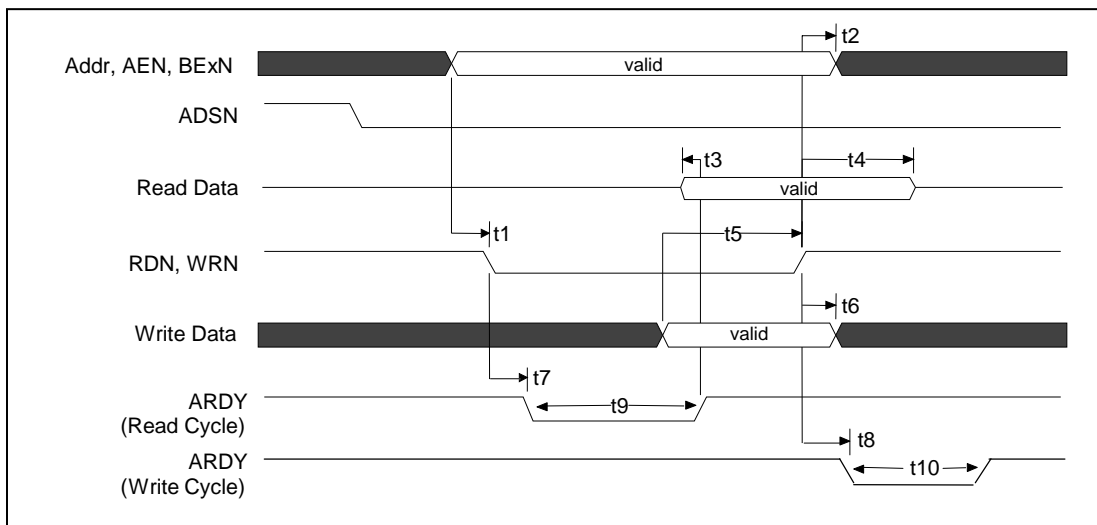 t2
Addr, AEN, BExN valid
ADSN
t3 t4
Read Data valid
t1 t5
RDN, WRN
t6
Write Data valid
t7
ARDY t9
(Read Cycle)
t8
ARDY t10
(Write Cycle)